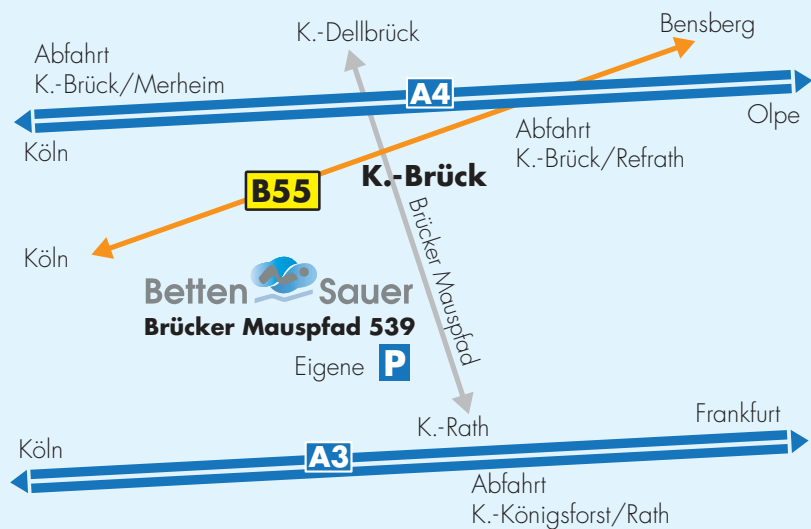 K.-Dellbrück
Bensberg
Abfahrt
K.-Brück/Merheim
A4
Olpe
Köln
Abfahrt
K.-Brück/Refrath
K.-Brück
B55
Brücker Mauspfad
Köln
Betten Sauer
Brücker Mauspfad 539
Eigene P
K.-Rath
Frankfurt
Köln
A3
Abfahrt
K.-Königsforst/Rath